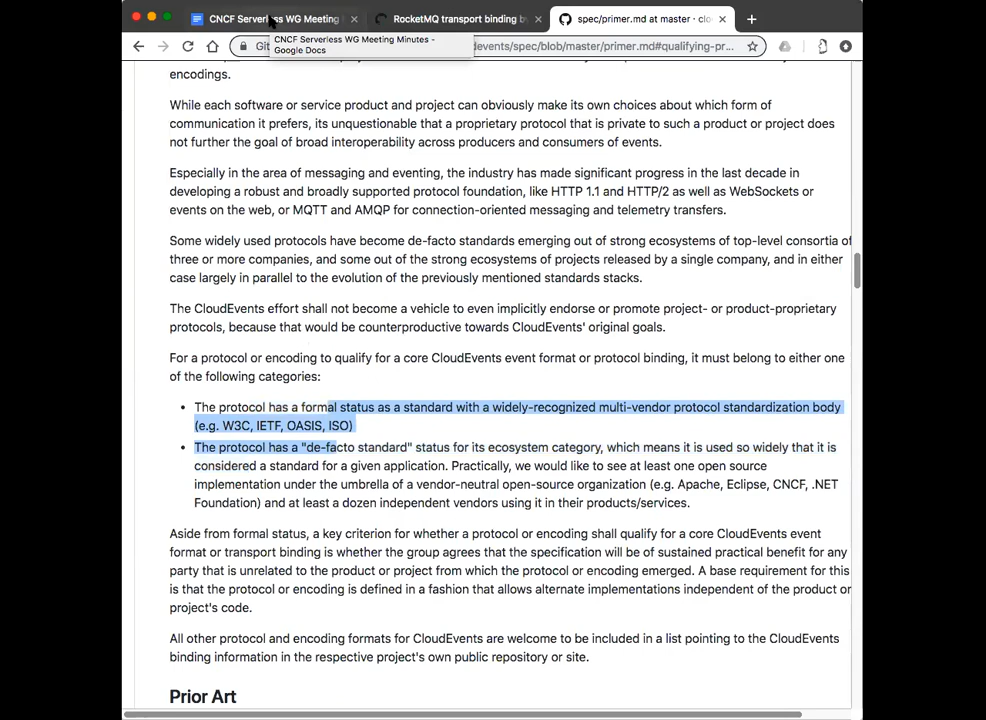 CNCF Serverless WG Meeting
RocketMQ transport binding by
spec/primer.md at master · clo
CNCF Serverless WG Meeting Minutes -
Google Docs
Git
devents/spec/blob/master/primer.md#qualifying-pr...
encodings.
While each software or service product and project can obviously make its own choices about which form of
communication it prefers, its unquestionable that a proprietary protocol that is private to such a product or project does
not further the goal of broad interoperability across producers and consumers of events.
Especially in the area of messaging and eventing, the industry has made significant progress in the last decade in
developing a robust and broadly supported protocol foundation, like HTTP 1.1 and HTTP/2 as well as WebSockets or
events on the web, or MQTT and AMQP for connection-oriented messaging and telemetry transfers.
Some widely used protocols have become de-facto standards emerging out of strong ecosystems of top-level consortia of
three or more companies, and some out of the strong ecosystems of projects released by a single company, and in either
case largely in parallel to the evolution of the previously mentioned standards stacks.
The CloudEvents effort shall not become a vehicle to even implicitly endorse or promote project- or product-proprietary
protocols, because that would be counterproductive towards CloudEvents' original goals.
For a protocol or encoding to qualify for a core CloudEvents event format or protocol binding, it must belong to either one
of the following categories:
• The protocol has a formal status as a standard with a widely-recognized multi-vendor protocol standardization body
(e.g. W3C, IETF, OASIS, ISO)
• The protocol has a "de-facto standard" status for its ecosystem category, which means it is used so widely that it is
considered a standard for a given application. Practically, we would like to see at least one open source
implementation under the umbrella of a vendor-neutral open-source organization (e.g. Apache, Eclipse, CNCF, .NET
Foundation) and at least a dozen independent vendors using it in their products/services.
Aside from formal status, a key criterion for whether a protocol or encoding shall qualify for a core CloudEvents event
format or transport binding is whether the group agrees that the specification will be of sustained practical benefit for any
party that is unrelated to the product or project from which the protocol or encoding emerged. A base requirement for this
is that the protocol or encoding is defined in a fashion that allows alternate implementations independent of the product or
project's code.
All other protocol and encoding formats for CloudEvents are welcome to be included in a list pointing to the CloudEvents
binding information in the respective project's own public repository or site.
Prior Art